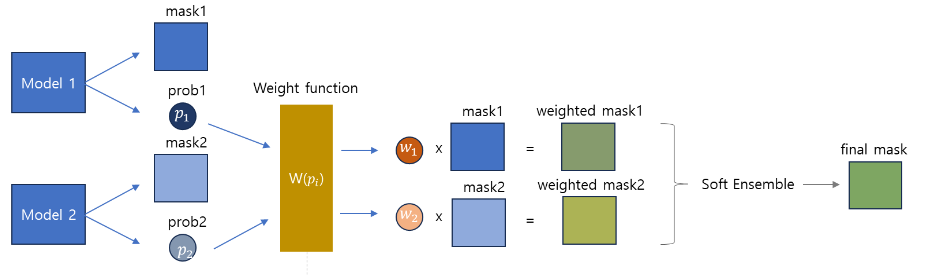 mask1
Model 1
prob1
p₁
mask2
Model 2
prob2
p₂
Weight function
W(pᵢ)
w₁ x mask1 = weighted mask1
w₂ x mask2 = weighted mask2
Soft Ensemble
final mask